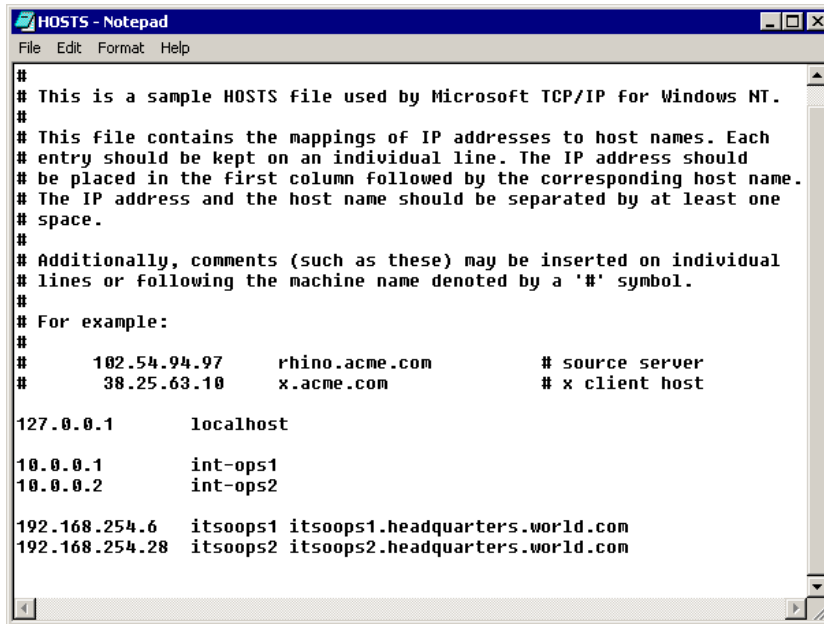 HOSTS - Notepad
File Edit Format Help
#
# This is a sample HOSTS file used by Microsoft TCP/IP for Windows NT.
#
# This file contains the mappings of IP addresses to host names. Each
# entry should be kept on an individual line. The IP address should
# be placed in the first column followed by the corresponding host name.
# The IP address and the host name should be separated by at least one
# space.
#
# Additionally, comments (such as these) may be inserted on individual
# lines or following the machine name denoted by a '#' symbol.
#
# For example:
#
#       102.54.94.97     rhino.acme.com          # source server
#        38.25.63.10     x.acme.com              # x client host
127.0.0.1       localhost
10.0.0.1        int-ops1
10.0.0.2        int-ops2
192.168.254.6   itsoops1 itsoops1.headquarters.world.com
192.168.254.28  itsoops2 itsoops2.headquarters.world.com